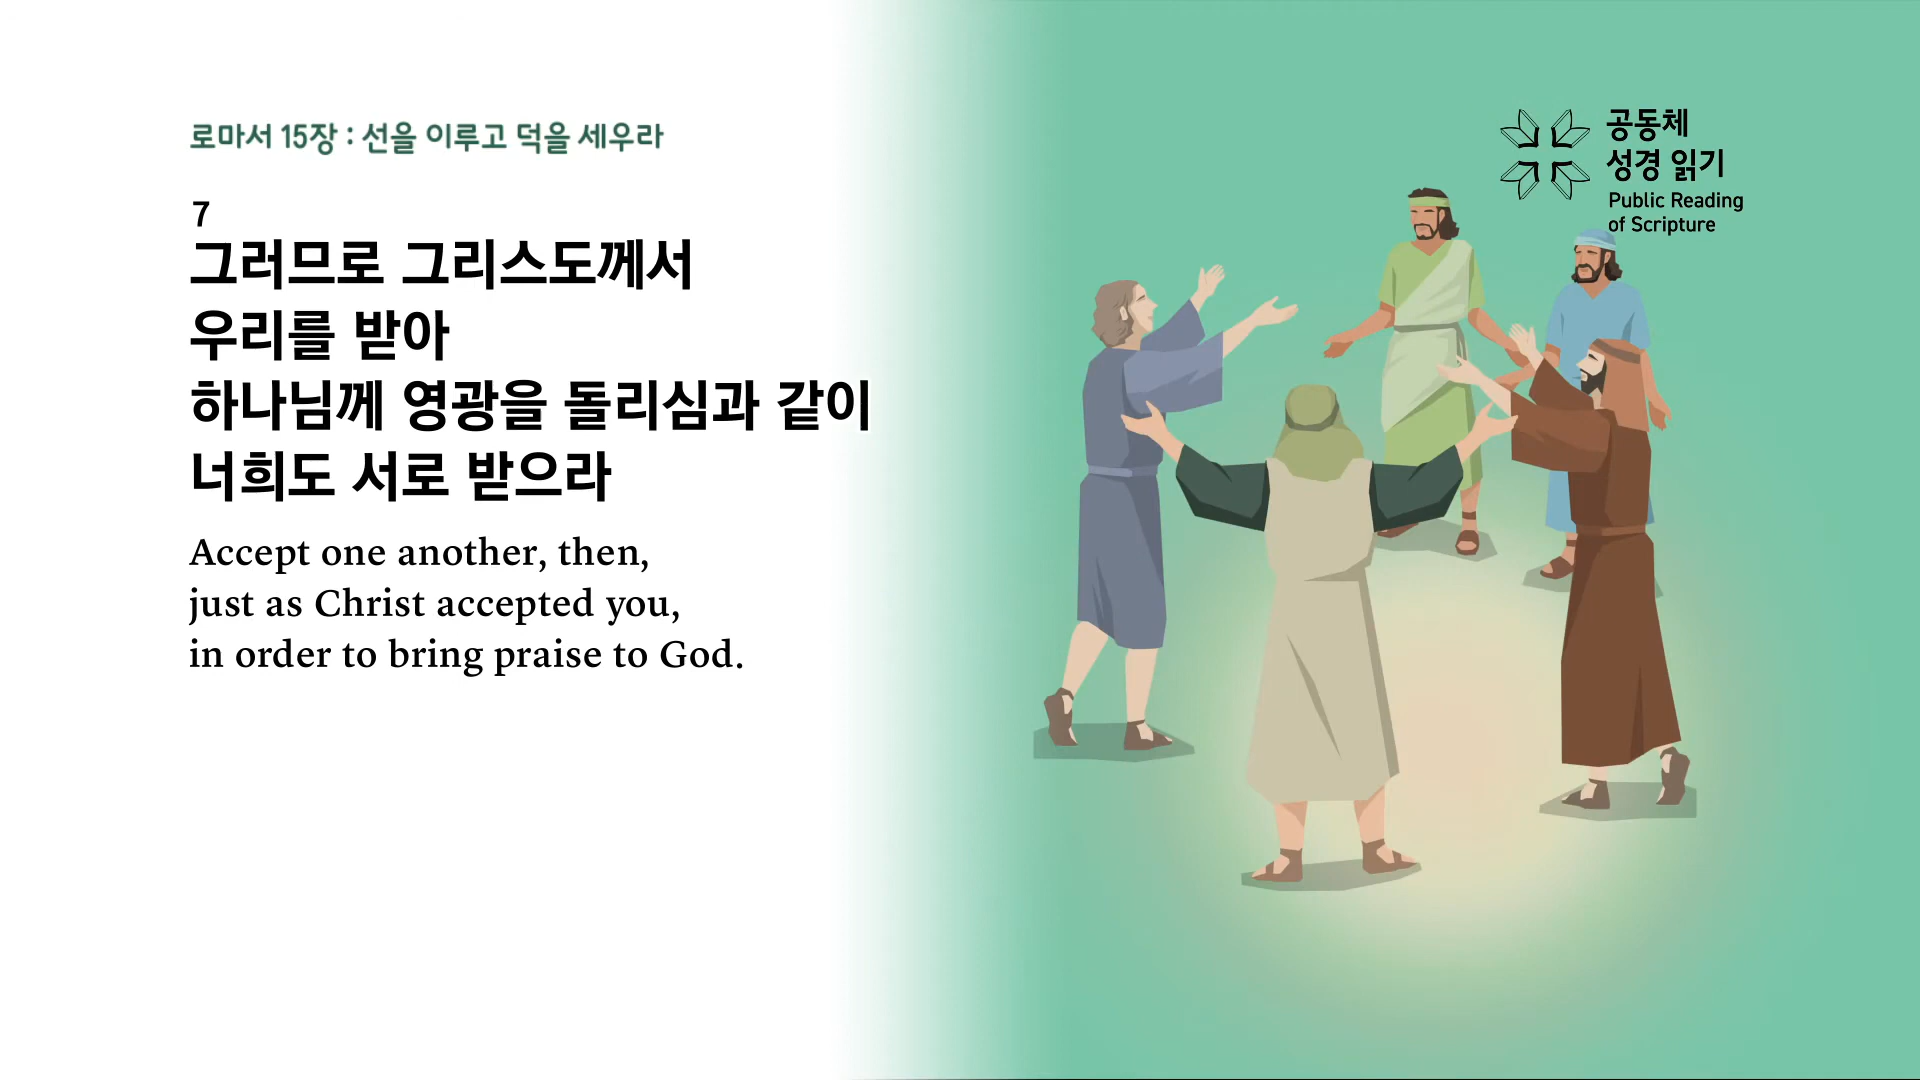 로마서 15장 : 선을 이루고 덕을 세우라
7
그러므로 그리스도께서
우리를 받아
하나님께 영광을 돌리심과 같이
너희도 서로 받으라
Accept one another, then,
just as Christ accepted you,
in order to bring praise to God.
공동체
성경 읽기
Public Reading
of Scripture